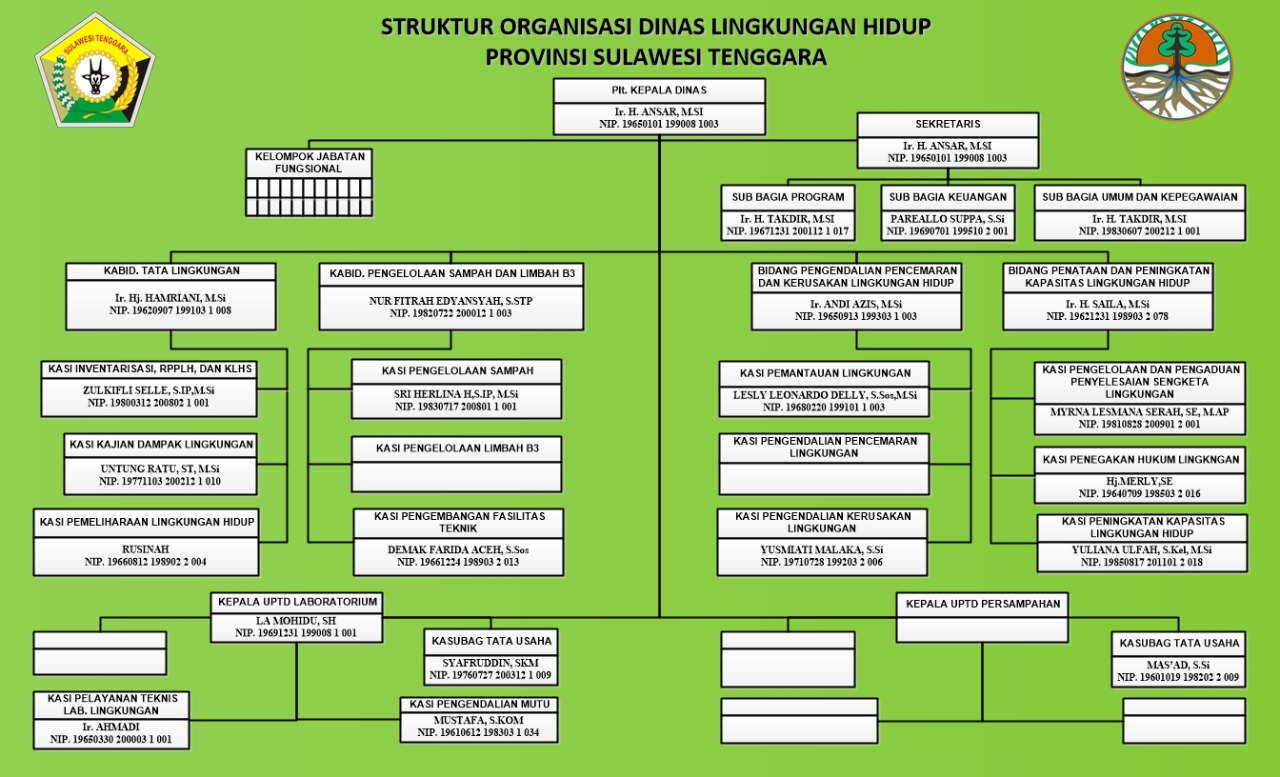 STRUKTUR ORGANISASI DINAS LINGKUNGAN HIDUP
PROVINSI SULAWESI TENGGARA
SULAWESI TENGGARA
Plt. KEPALA DINAS
Ir. H. ANSAR, M.SI
NIP. 19650101 199008 1003
SEKRETARIS
Ir. H. ANSAR, M.SI
NIP. 19650101 199008 1003
KELOMPOK JABATAN
FUNGSIONAL
SUB BAGIA PROGRAM
Ir. H. TAKDIR, M.SI
NIP. 19671231 200112 1 017
SUB BAGIA KEUANGAN
PAREALLO SUPPA, S.Si
NIP. 19690701 199510 2 001
SUB BAGIA UMUM DAN KEPEGAWAIAN
Ir. H. TAKDIR, M.SI
NIP. 19830607 200212 1 001
KABID. TATA LINGKUNGAN
Ir. Hj. HAMRIANI, M.Si
NIP. 19620907 199103 1 008
KABID. PENGELOLAAN SAMPAH DAN LIMBAH B3
NUR FITRAH EDYANSYAH, S.STP
NIP. 19820722 200012 1 003
BIDANG PENGENDALIAN PENCEMARAN
DAN KERUSAKAN LINGKUNGAN HIDUP
Ir. ANDI AZIS, M.Si
NIP. 19650913 199303 1 003
BIDANG PENATAAN DAN PENINGKATAN
KAPASITAS LINGKUNGAN HIDUP
Ir. H. SAILA, M.Si
NIP. 19621231 198903 2 078
KASI INVENTARISASI, RPPLH, DAN KLHS
ZULKIFLI SELLE, S.IP,M.Si
NIP. 19800312 200802 1 001
KASI KAJIAN DAMPAK LINGKUNGAN
UNTUNG RATU, ST, M.Si
NIP. 19771103 200212 1 010
KASI PEMELIHARAAN LINGKUNGAN HIDUP
RUSINAH
NIP. 19660812 198902 2 004
KASI PENGELOLAAN SAMPAH
SRI HERLINA H,S.IP, M.Si
NIP. 19830717 200801 1 001
KASI PENGELOLAAN LIMBAH B3
KASI PENGEMBANGAN FASILITAS
TEKNIK
DEMAK FARIDA ACEH, S.Sos
NIP. 19661224 198903 2 013
KASI PEMANTAUAN LINGKUNGAN
LESLY LEONARDO DELLY, S.Sos,M.Si
NIP. 19680220 199101 1 003
KASI PENGENDALIAN PENCEMARAN
LINGKUNGAN
KASI PENGENDALIAN KERUSAKAN
LINGKUNGAN
YUSMIATI MALAKA, S.Si
NIP. 19710728 199203 2 006
KASI PENGELOLAAN DAN PENGADUAN
PENYELESAIAN SENGKETA
LINGKUNGAN
MYRNA LESMANA SERAH, SE, M.AP
NIP. 19810828 200901 2 001
KASI PENEGAKAN HUKUM LINGKNGAN
Hj.MERLY,SE
NIP. 19640709 198503 2 016
KASI PENINGKATAN KAPASITAS
LINGKUNGAN HIDUP
YULIANA ULFAH, S.Kel, M.Si
NIP. 19850817 201101 2 018
KEPALA UPTD LABORATORIUM
LA MOHIDU, SH
NIP. 19691231 199008 1 001
KASUBAG TATA USAHA
SYAFRUDDIN, SKM
NIP. 19760727 200312 1 009
KASI PELAYANAN TEKNIS
LAB. LINGKUNGAN
Ir. AHMADI
NIP. 19650330 200003 1 001
KASI PENGENDALIAN MUTU
MUSTAFA, S.KOM
NIP. 19610612 198303 1 034
KEPALA UPTD PERSAMPAHAN
KASUBAG TATA USAHA
MAS'AD, S.Si
NIP. 19601019 198202 2 009